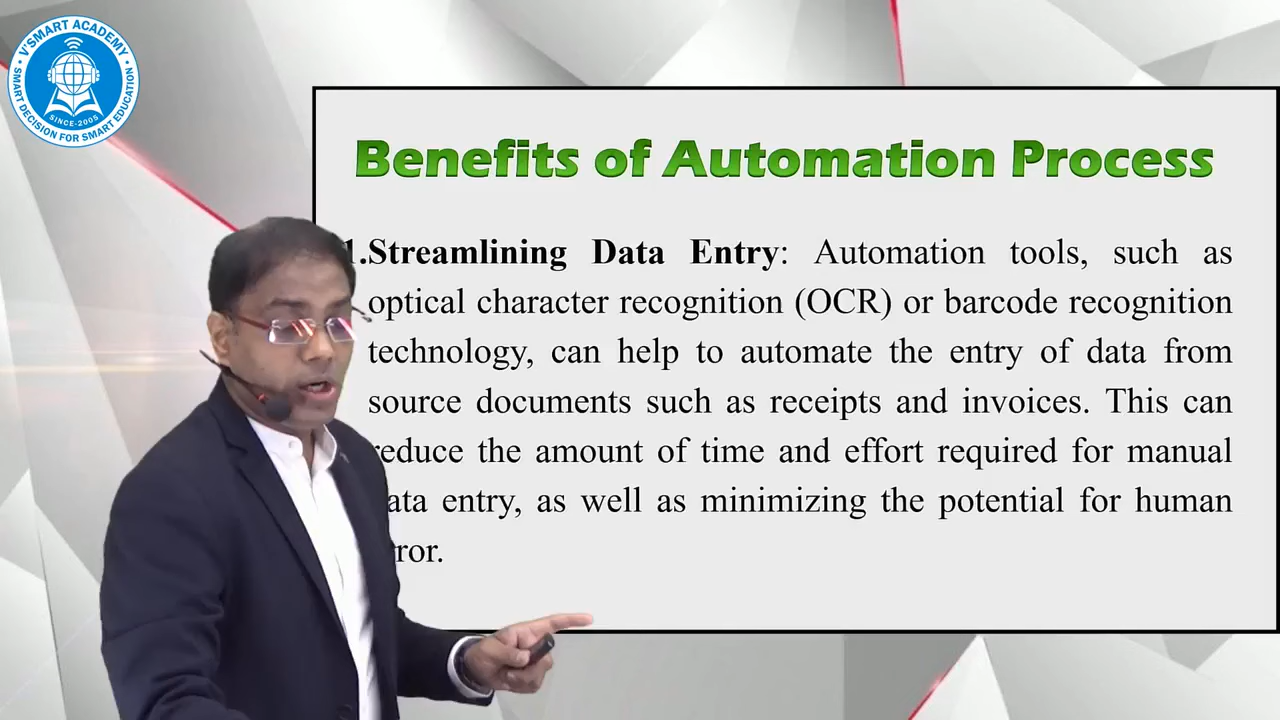 V'SMART ACADEMY
SMART DECISION FOR SMART EDUCATION
SINCE-2005
Benefits of Automation Process
1.Streamlining Data Entry: Automation tools, such as
optical character recognition (OCR) or barcode recognition
technology, can help to automate the entry of data from
source documents such as receipts and invoices. This can
reduce the amount of time and effort required for manual
data entry, as well as minimizing the potential for human
error.